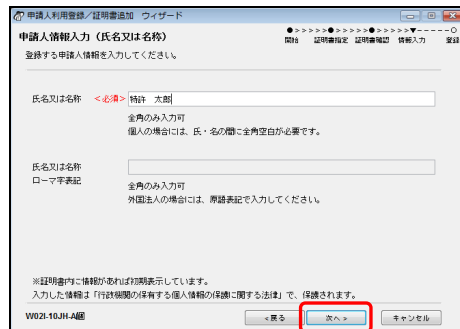 申請人利用登録／証明書追加 ウィザード
申請人情報入力（氏名又は名称）
●>>>>>●>>>>>●>>>>>▼-----○
開始 証明書指定 証明書確認 情報入力 登録
登録する申請人情報を入力してください。
氏名又は名称 <必須> 特許 太郎
全角のみ入力可
個人の場合には、氏・名の間に全角空白が必要です。
氏名又は名称
ローマ字表記
全角のみ入力可
外国法人の場合には、原語表記で入力してください。
※証明書内に情報があれば初期表示しています。
入力した情報は「行政機関の保有する個人情報の保護に関する法律」で、保護されます。
W02I-10JH-A
<戻る 次へ> キャンセル